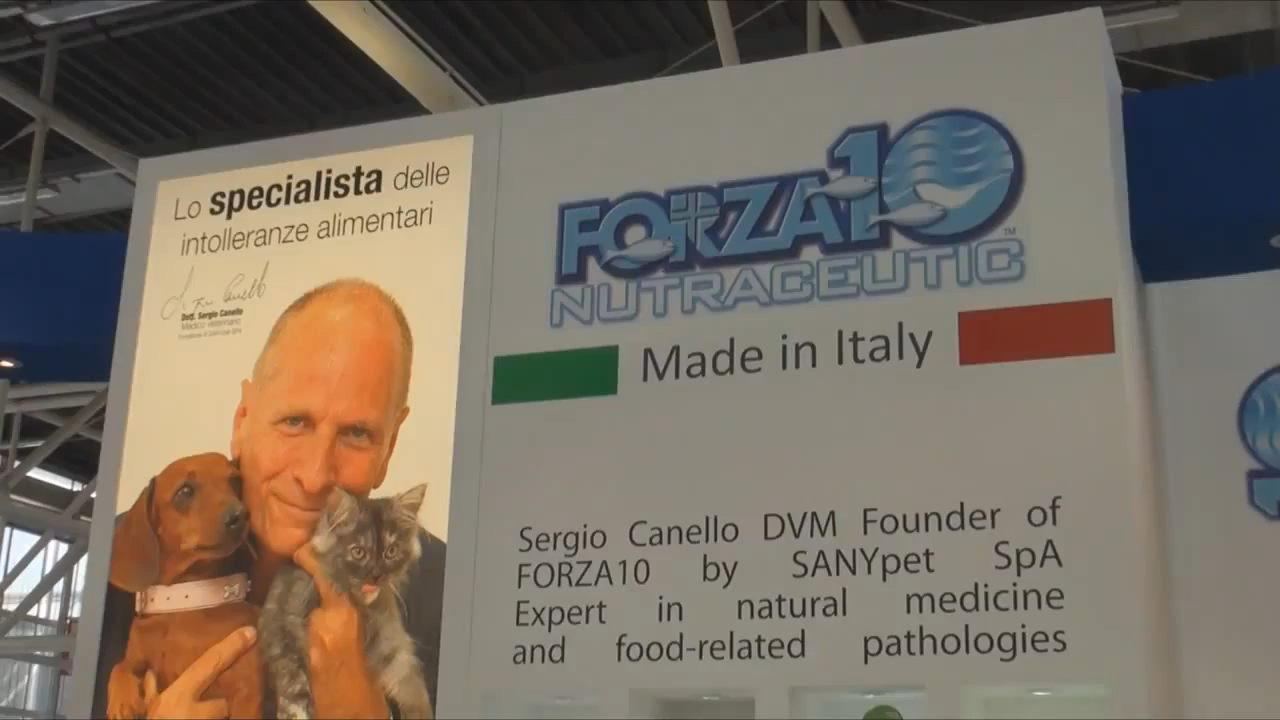 Lo specialista delle
intolleranze alimentari
Dott. Sergio Canello
Medico veterinario
FORZA10
NUTRACEUTIC
TM
Made in Italy
Sergio Canello DVM Founder of
FORZA10 by SANYpet SpA
Expert in natural medicine
and food-related pathologies